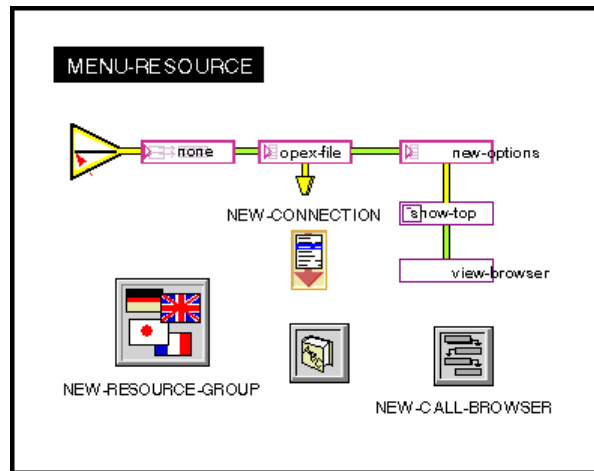 MENU-RESOURCE
none
opex-file
new-options
NEW-CONNECTION
show-top
view-browser
NEW-RESOURCE-GROUP
NEW-CALL-BROWSER